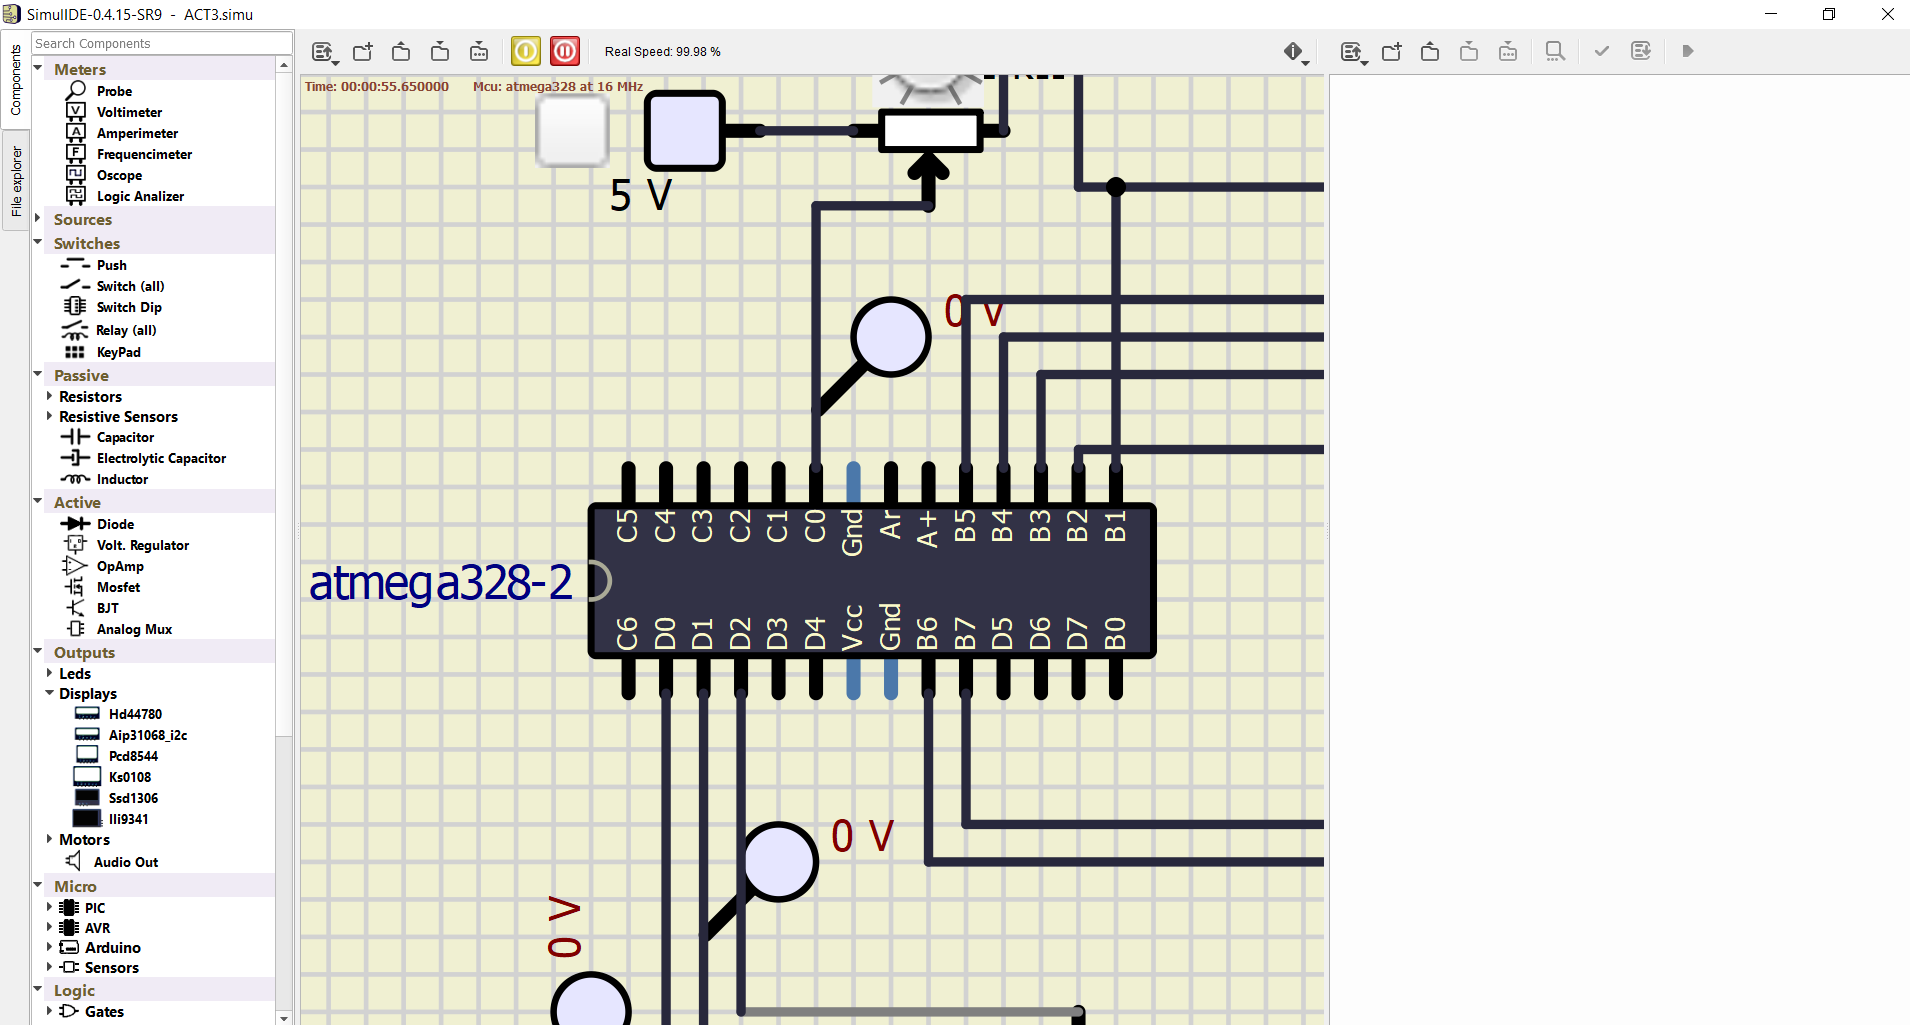 SimulIDE-0.4.15-SR9 - ACT3.simu
Components
File explorer
Search Components
Meters
Probe
Voltimeter
Amperimeter
Frequencimeter
Oscope
Logic Analizer
Sources
Switches
Push
Switch (all)
Switch Dip
Relay (all)
KeyPad
Passive
Resistors
Resistive Sensors
Capacitor
Electrolytic Capacitor
Inductor
Active
Diode
Volt. Regulator
OpAmp
Mosfet
BJT
Analog Mux
Outputs
Leds
Displays
Hd44780
Aip31068_i2c
Pcd8544
Ks0108
Ssd1306
Ili9341
Motors
Audio Out
Micro
PIC
AVR
Arduino
Sensors
Logic
Gates
Real Speed: 99.98 %
Time: 00:00:55.650000 Mcu: atmega328 at 16 MHz
5 V
0 V
C5 C4 C3 C2 C1 C0 Gnd Ar A+ B5 B4 B3 B2 B1
atmega328-2
C6 D0 D1 D2 D3 D4 Vcc Gnd B6 B7 D5 D6 D7 B0
0 V
0 V